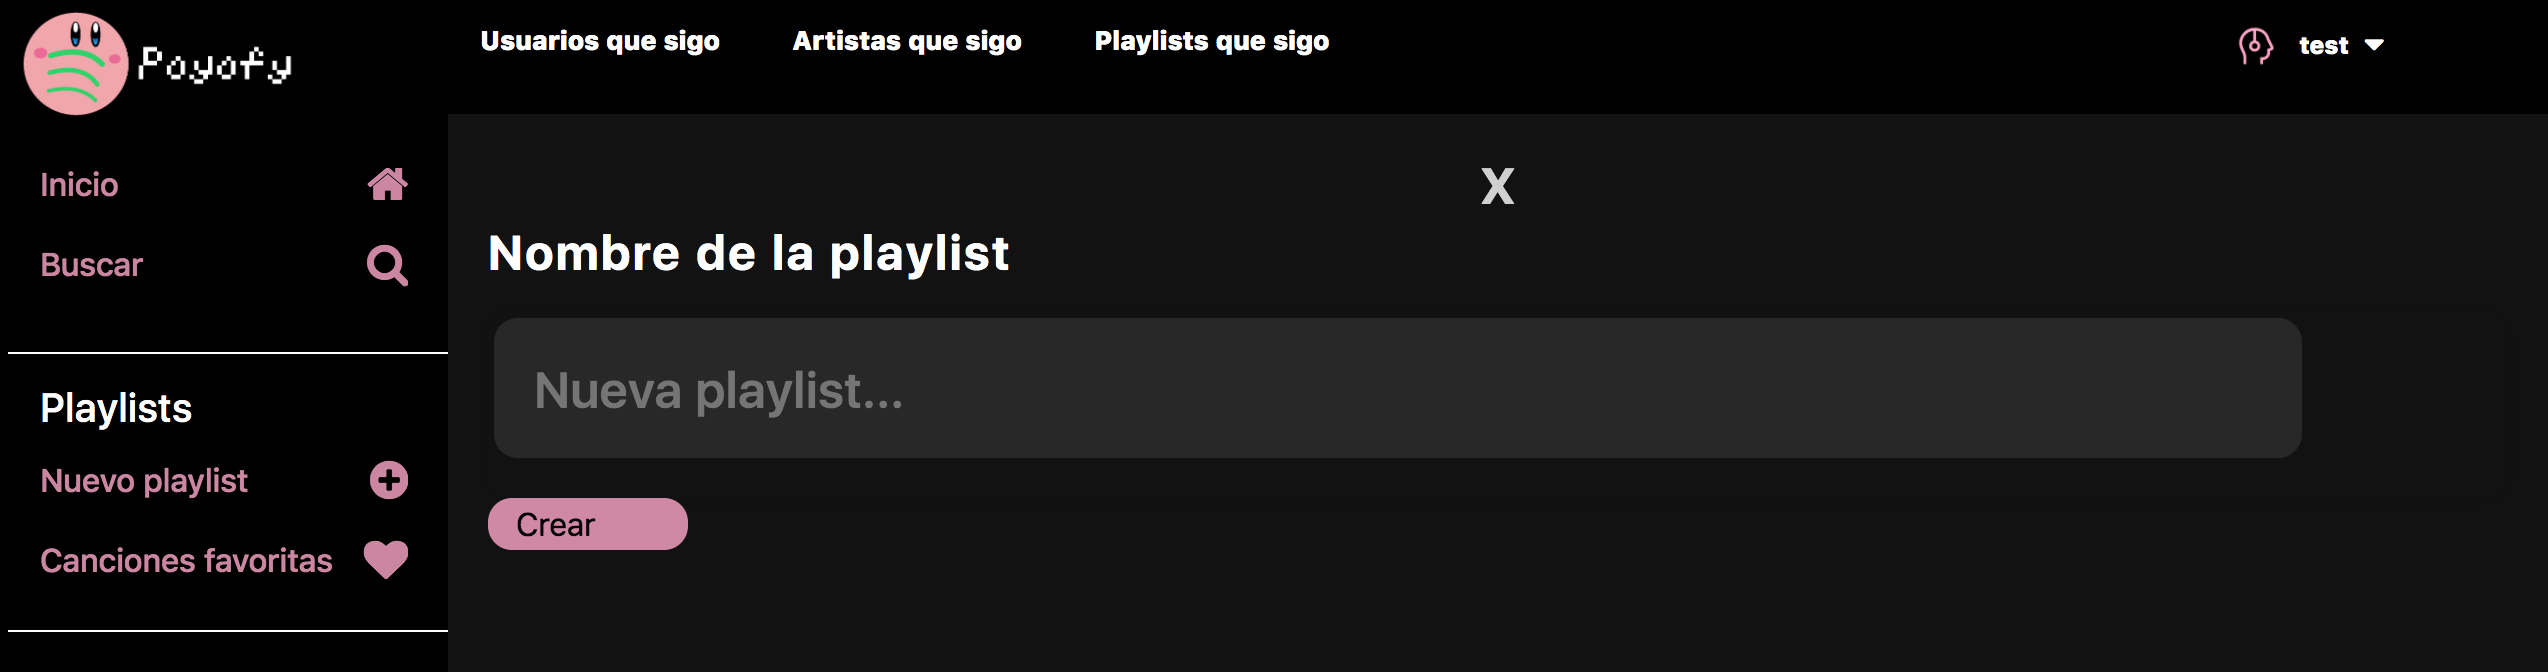 Poyofy
Usuarios que sigo
Artistas que sigo
Playlists que sigo
test
Inicio
Buscar
Playlists
Nuevo playlist
Canciones favoritas
X
Nombre de la playlist
Nueva playlist...
Crear